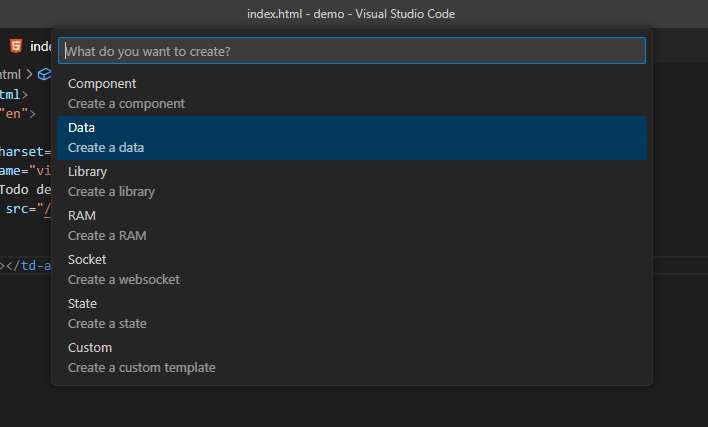 index.html - demo - Visual Studio Code
inde
What do you want to create?
html >
Component
tml>
Create a component
"en">
Data
Create a data
harset=
Library
ame="vi
Create a library
Todo de
src="/
RAM
Create a RAM
Socket
></td-a
Create a websocket
State
Create a state
Custom
Create a custom template